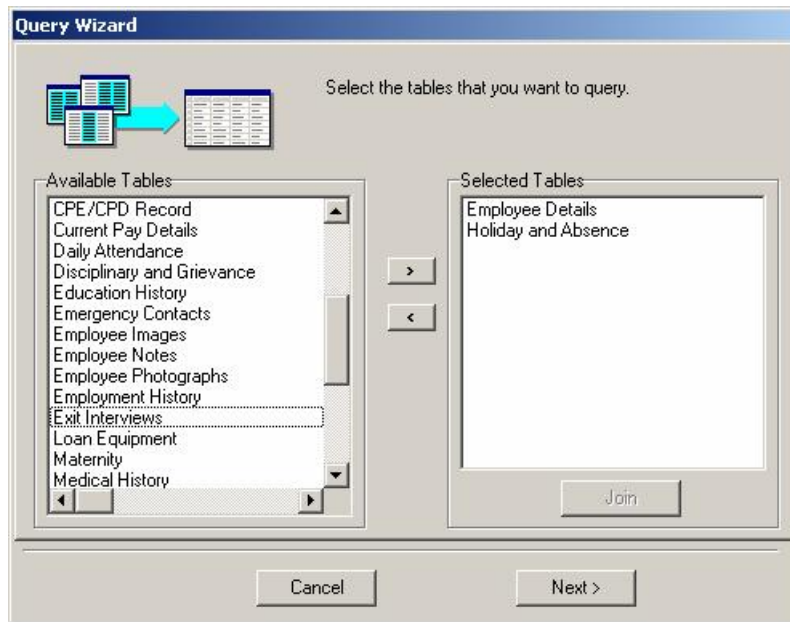 Query Wizard
Select the tables that you want to query.
Available Tables
CPE/CPD Record
Current Pay Details
Daily Attendance
Disciplinary and Grievance
Education History
Emergency Contacts
Employee Images
Employee Notes
Employee Photographs
Employment History
Exit Interviews
Loan Equipment
Maternity
Medical History
>
<
Selected Tables
Employee Details
Holiday and Absence
Join
Cancel
Next >